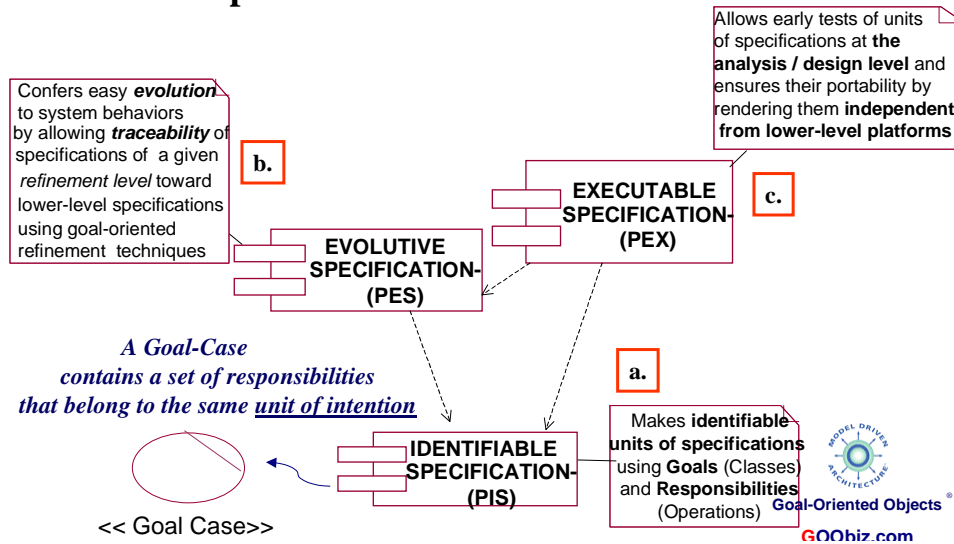 Allows early tests of units
of specifications at the
analysis / design level and
ensures their portability by
rendering them independent
from lower-level platforms
Confers easy evolution
to system behaviors
by allowing traceability of
specifications of a given
refinement level toward
lower-level specifications
using goal-oriented
refinement techniques
b.
EXECUTABLE
SPECIFICATION-
(PEX)
c.
EVOLUTIVE
SPECIFICATION-
(PES)
A Goal-Case
contains a set of responsibilities
that belong to the same unit of intention
a.
IDENTIFIABLE
SPECIFICATION-
(PIS)
Makes identifiable
units of specifications
using Goals (Classes)
and Responsibilities
(Operations)
<< Goal Case>>
MODEL DRIVEN
ARCHITECTURE
Goal-Oriented Objects ®
GOObiz.com